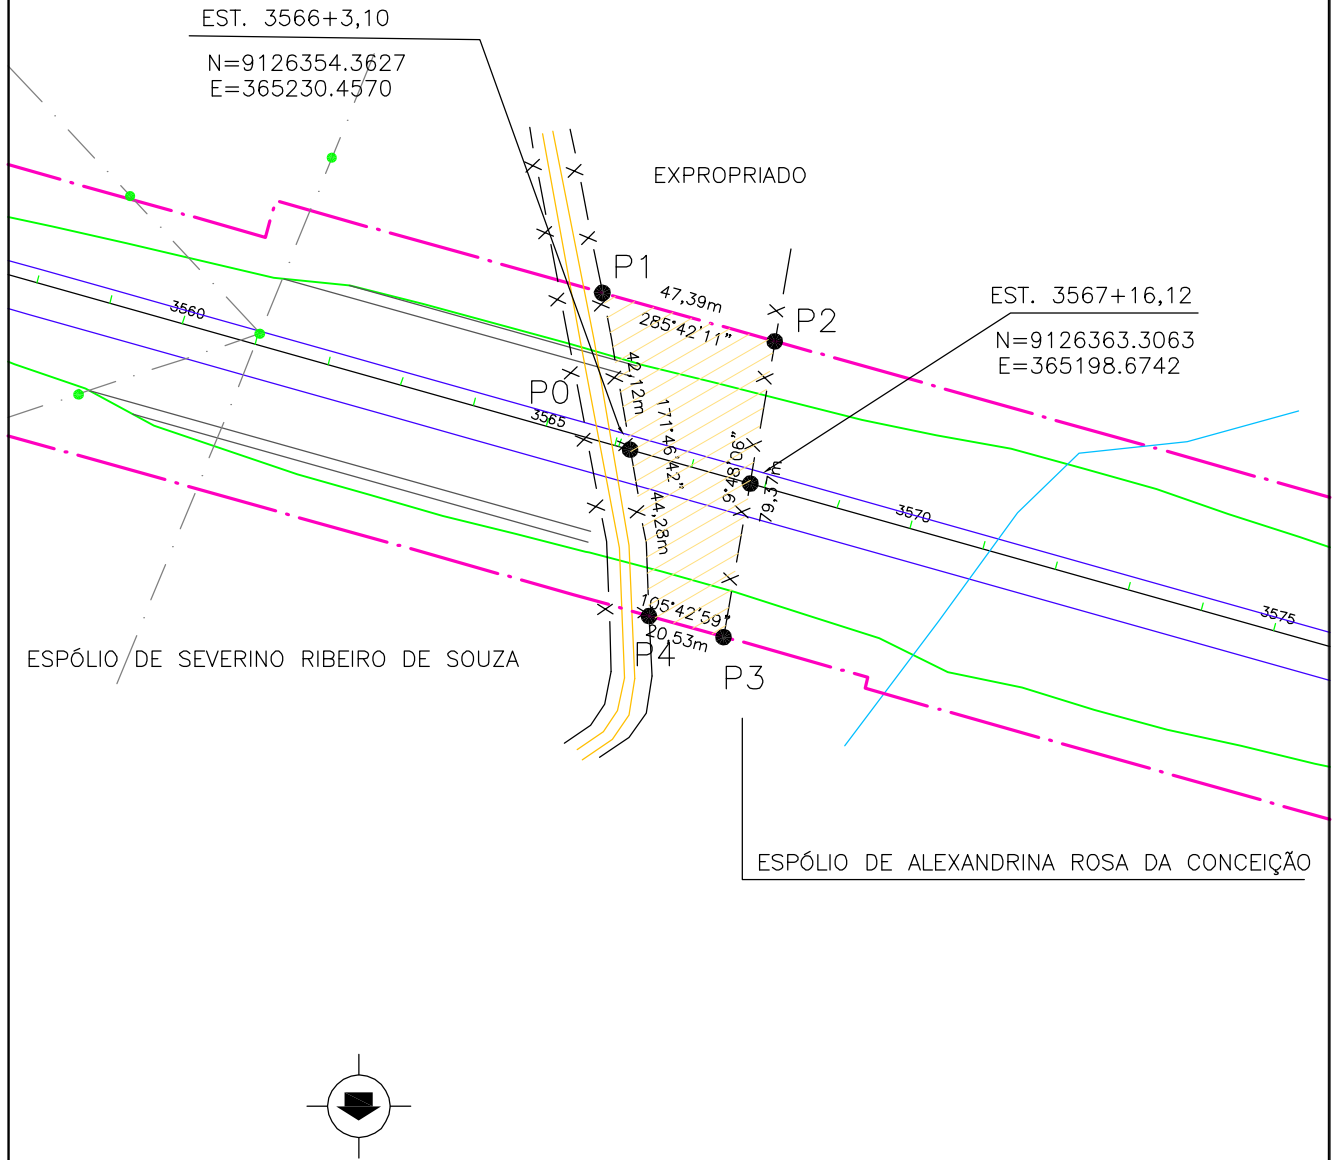 EST. 3566+3,10
N=9126354.3627
E=365230.4570
EXPROPRIADO
P1
47,39m
285°42'11"
P2
EST. 3567+16,12
N=9126363.3063
E=365198.6742
3560
42,12m
P0
3565
171°46'42"
9°48'06"
79,37m
44,28m
3570
3575
105°42'59"
20,53m
P4
P3
ESPÓLIO DE SEVERINO RIBEIRO DE SOUZA
ESPÓLIO DE ALEXANDRINA ROSA DA CONCEIÇÃO